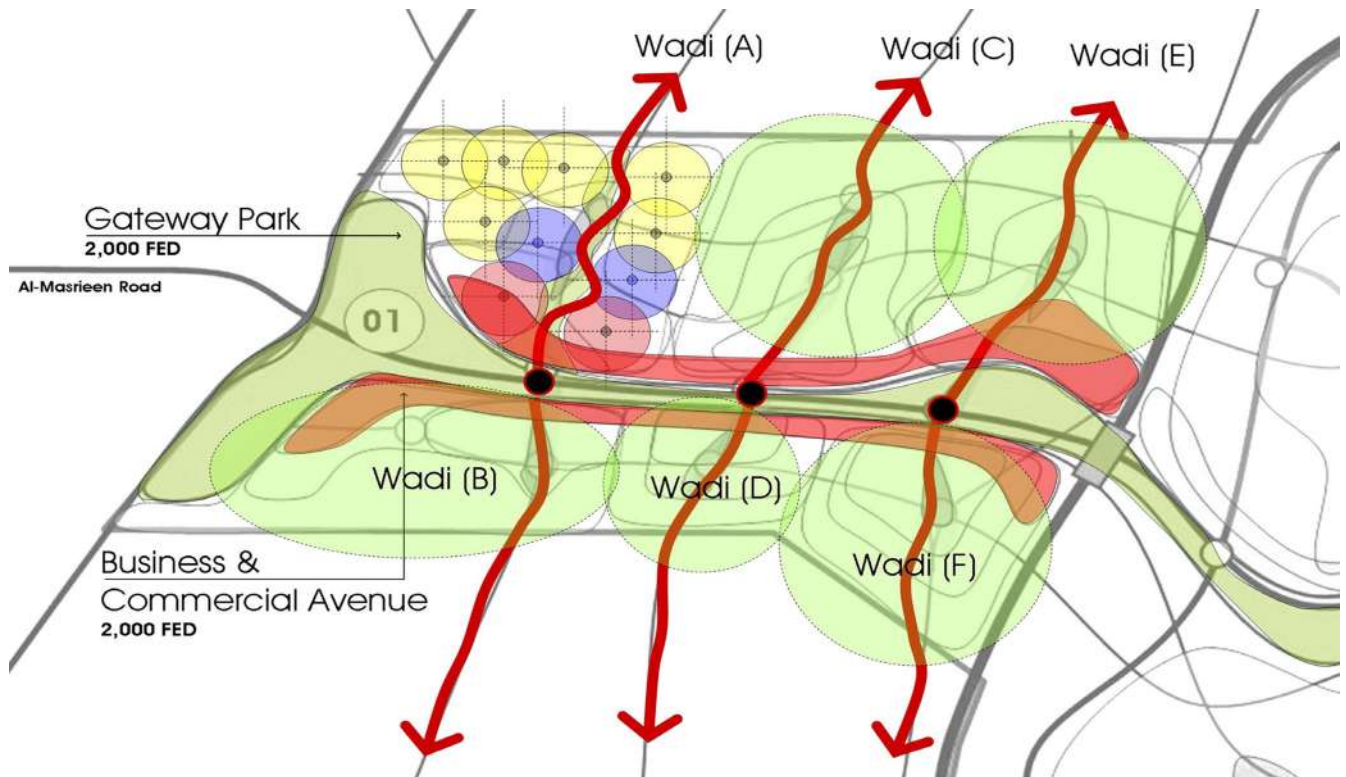 Wadi (A)
Wadi (C)
Wadi (E)
Gateway Park
2,000 FED
Al-Masrieen Road
01
Wadi (B)
Wadi (D)
Wadi (F)
Business &
Commercial Avenue
2,000 FED